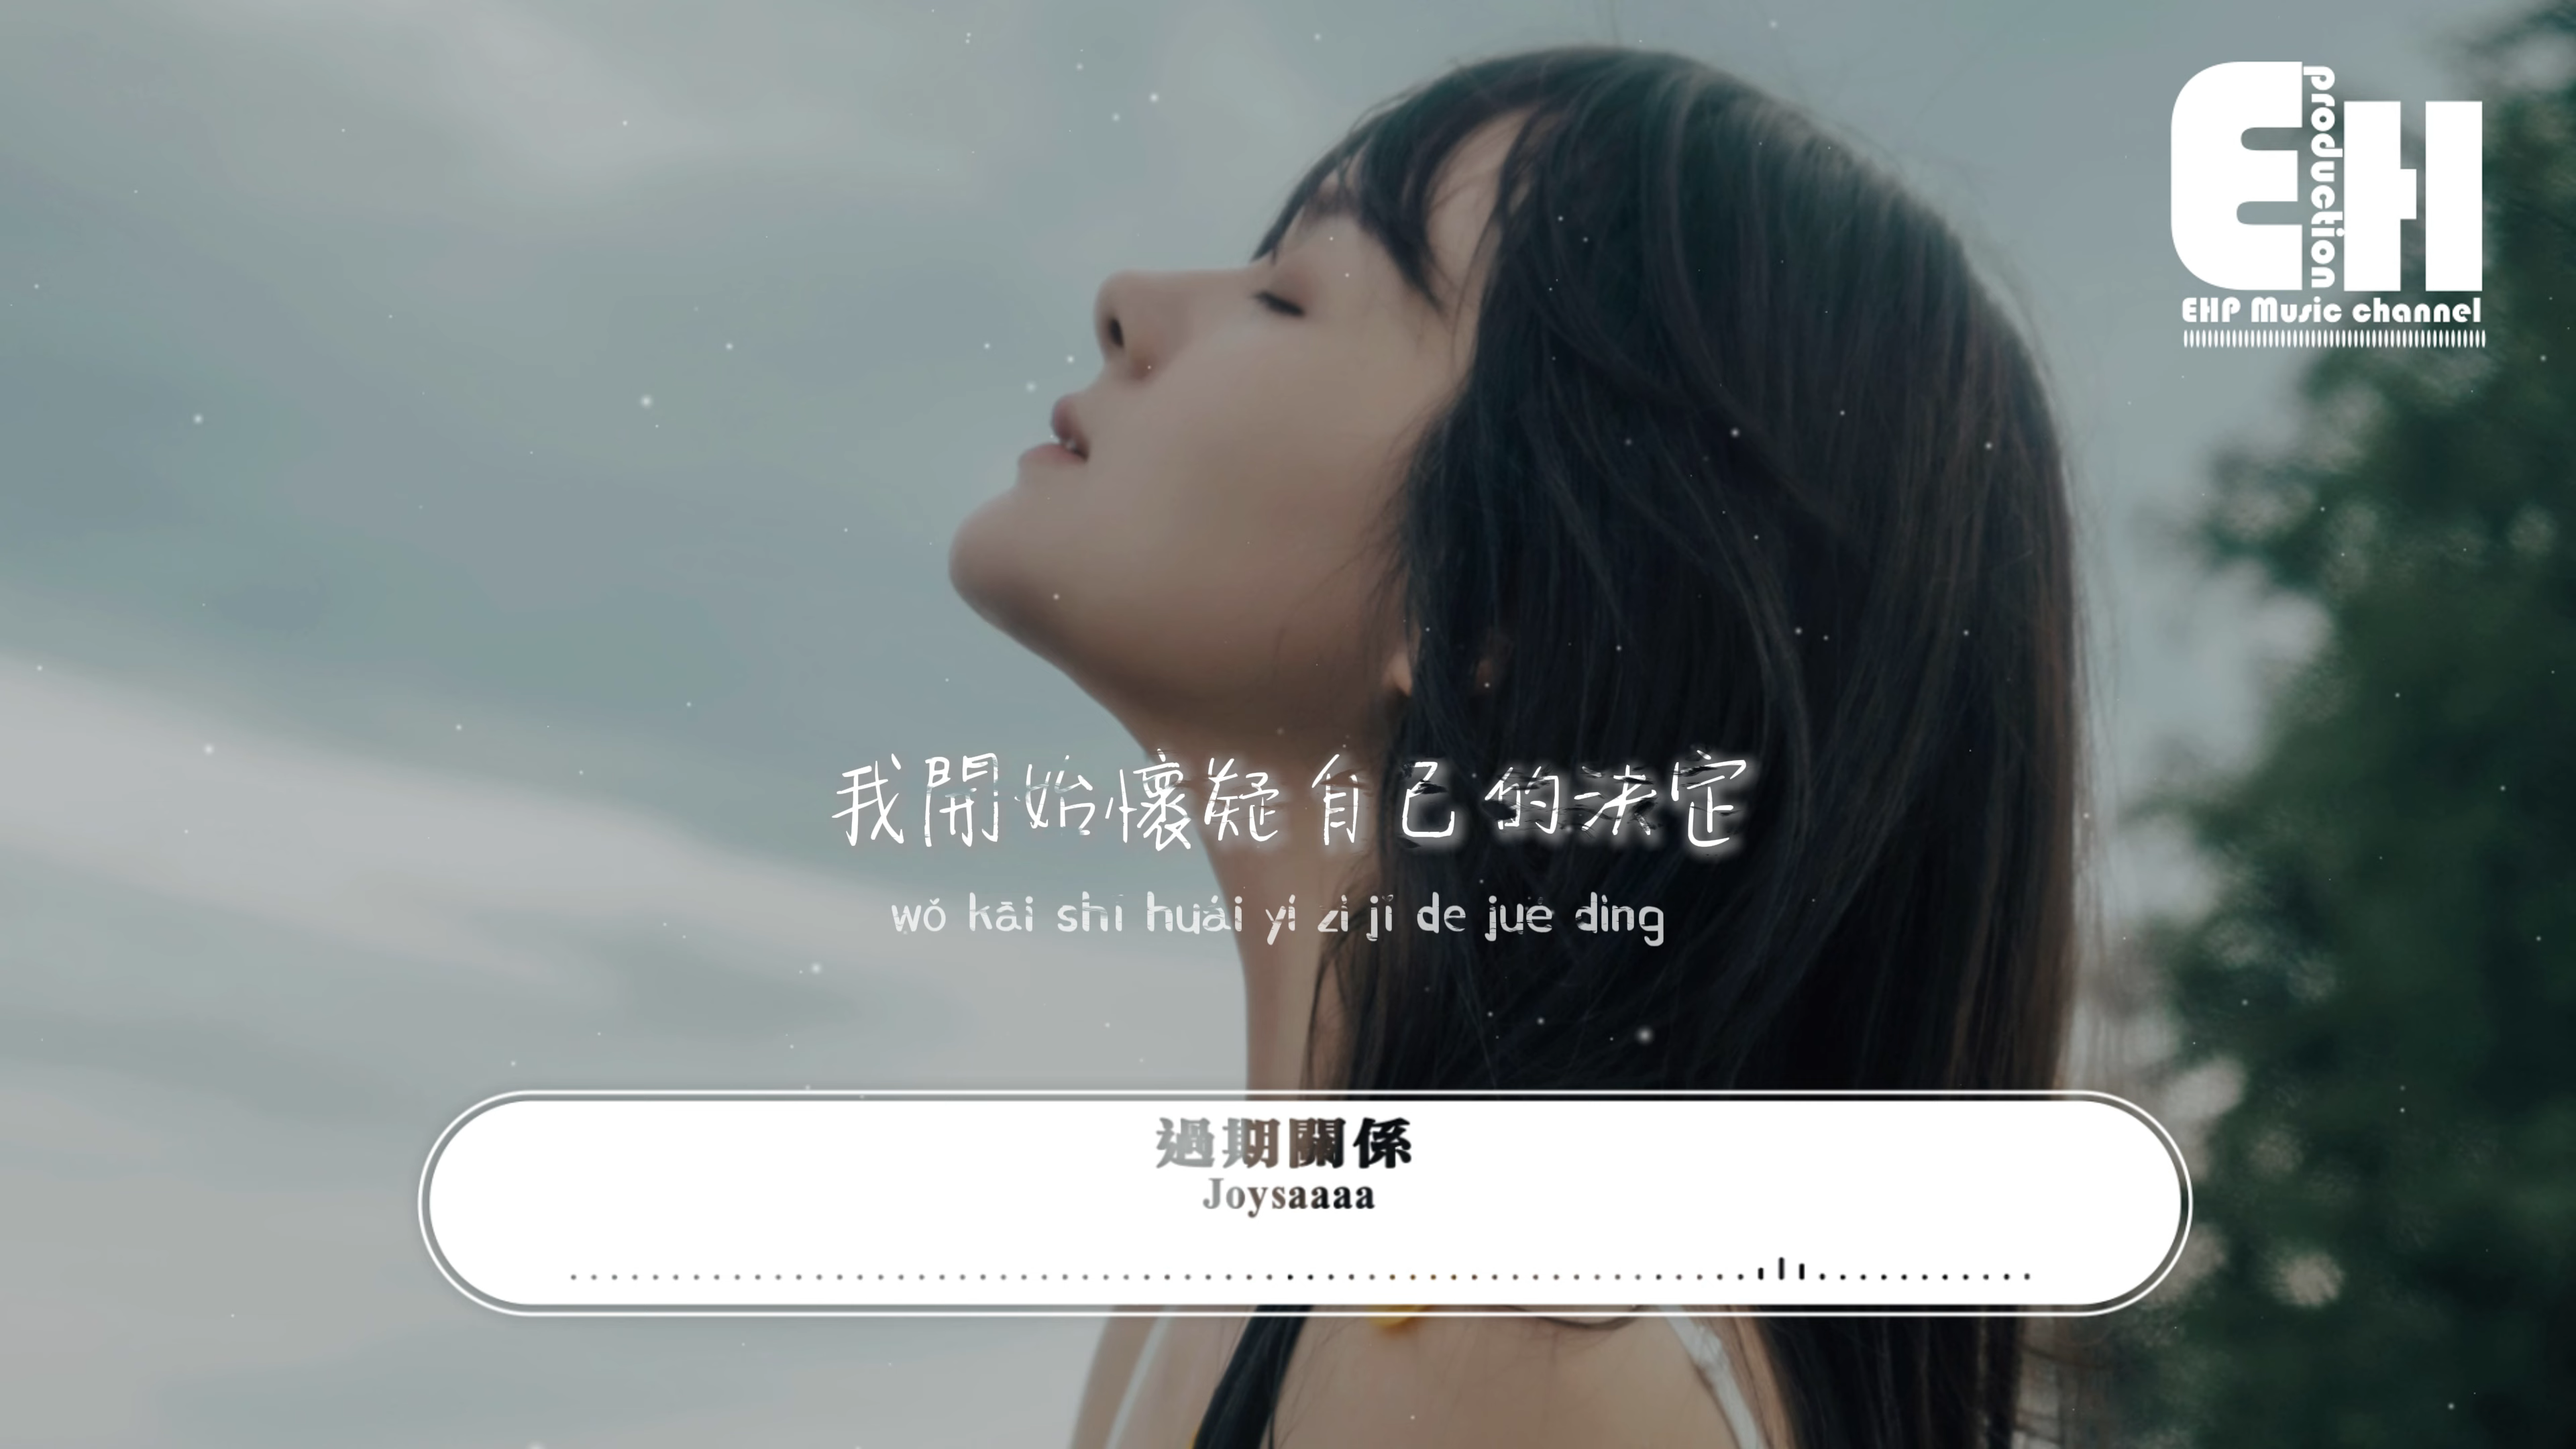 EH
production
EHP Music channel
我開始懷疑自己的決定
wǒ kāi shǐ huái yí zì jǐ de jué dìng
過期關係
Joysaaaa